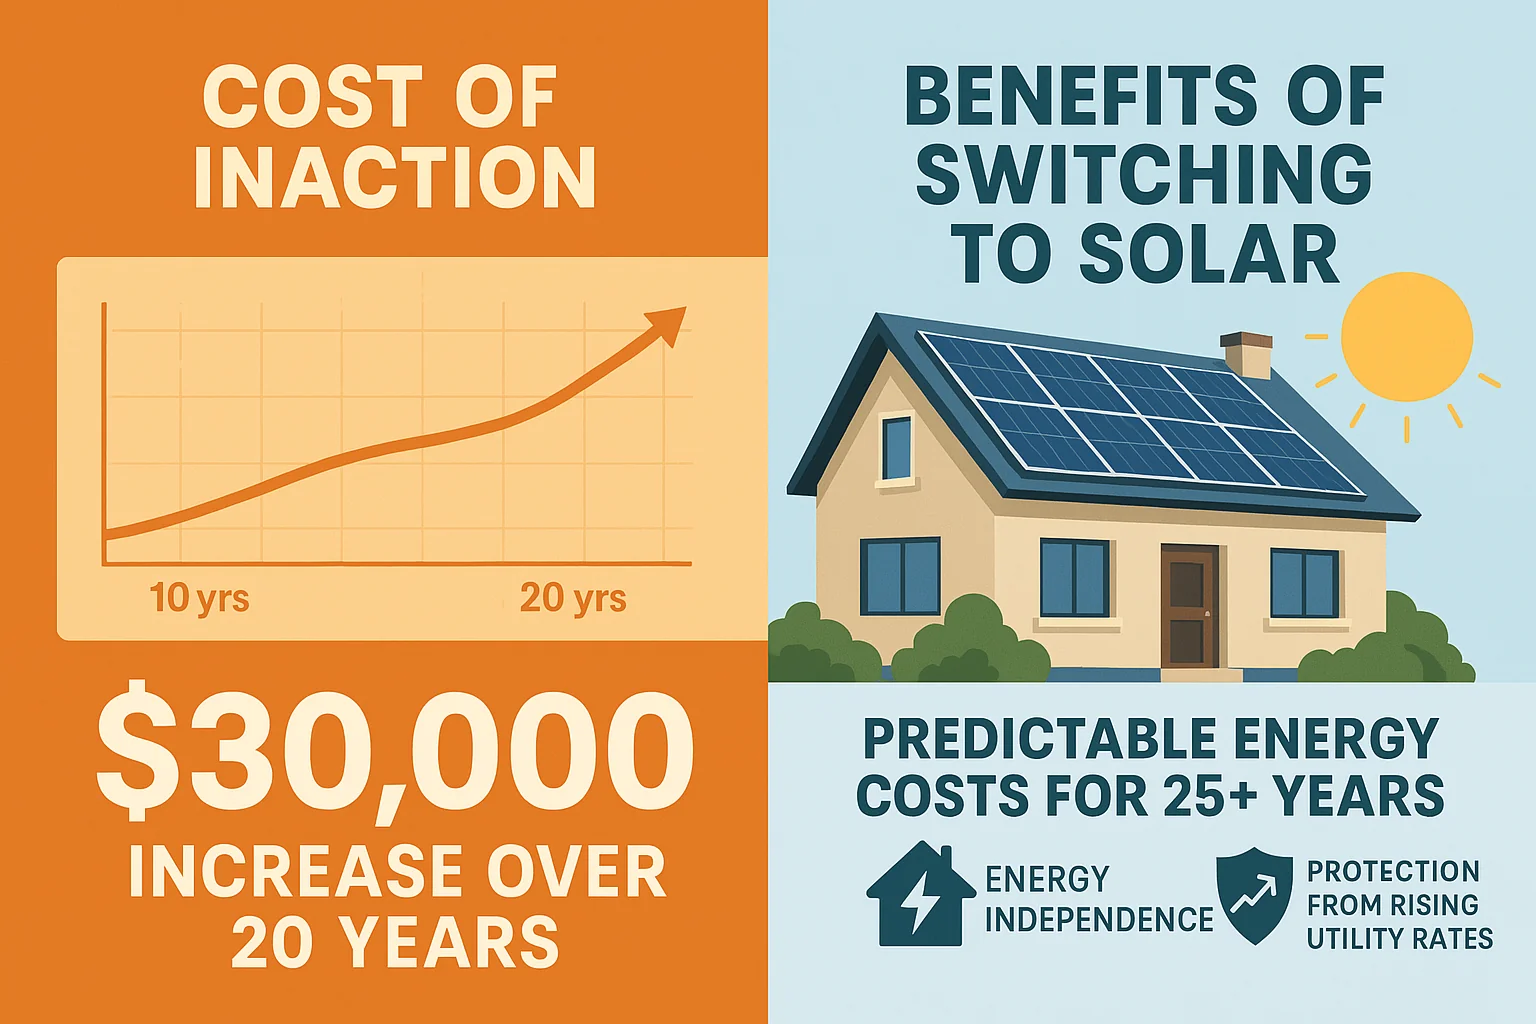 COST OF
INACTION
10 yrs
20 yrs
$30,000
INCREASE OVER
20 YEARS
BENEFITS OF
SWITCHING
TO SOLAR
PREDICTABLE ENERGY
COSTS FOR 25+ YEARS
ENERGY
INDEPENDENCE
PROTECTION
FROM RISING
UTILITY RATES